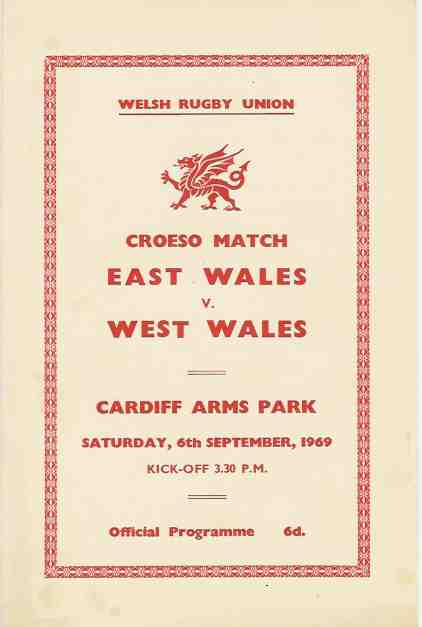 WELSH RUGBY UNION
CROESO MATCH
EAST WALES
V.
WEST WALES
CARDIFF ARMS PARK
SATURDAY, 6th SEPTEMBER, 1969
KICK-OFF 3.30 P.M.
Official Programme 6d.